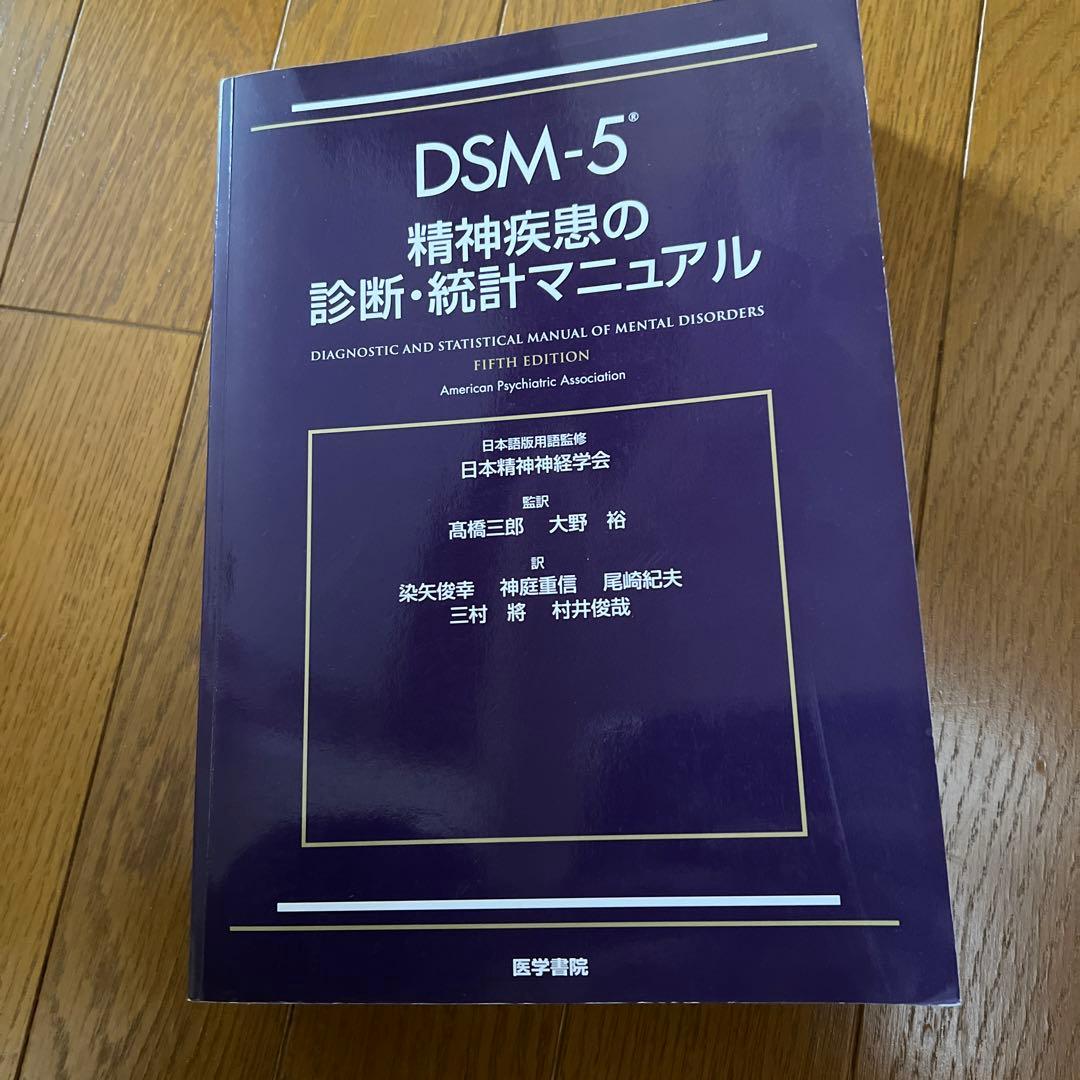 DSM-5®
精神疾患の
診断・統計マニュアル
DIAGNOSTIC AND STATISTICAL MANUAL OF MENTAL DISORDERS
FIFTH EDITION
American Psychiatric Association
日本語版用語監修
日本精神神経学会
監訳
髙橋三郎 大野 裕
訳
染矢俊幸 神庭重信 尾崎紀夫
三村 將 村井俊哉
医学書院